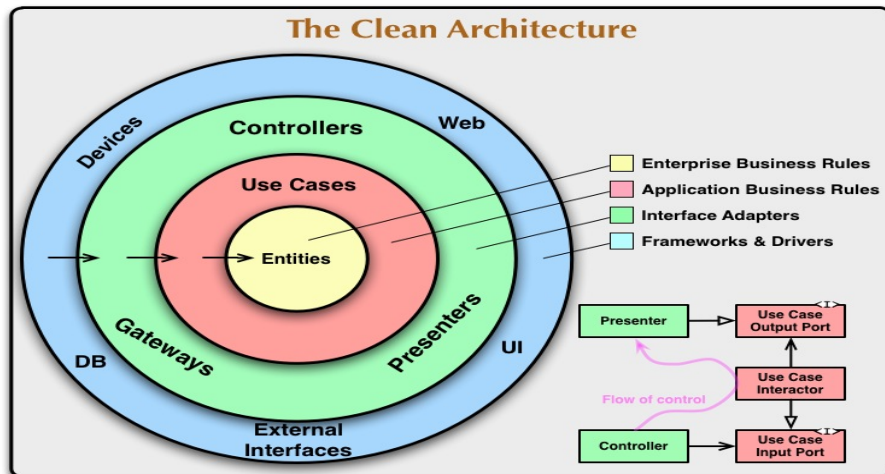 The Clean Architecture
Devices
Controllers
Web
Use Cases
Entities
Gateways
Presenters
DB
UI
External
Interfaces
Enterprise Business Rules
Application Business Rules
Interface Adapters
Frameworks & Drivers
Presenter
<I>
Use Case
Output Port
Use Case
Interactor
Flow of control
Controller
<I>
Use Case
Input Port